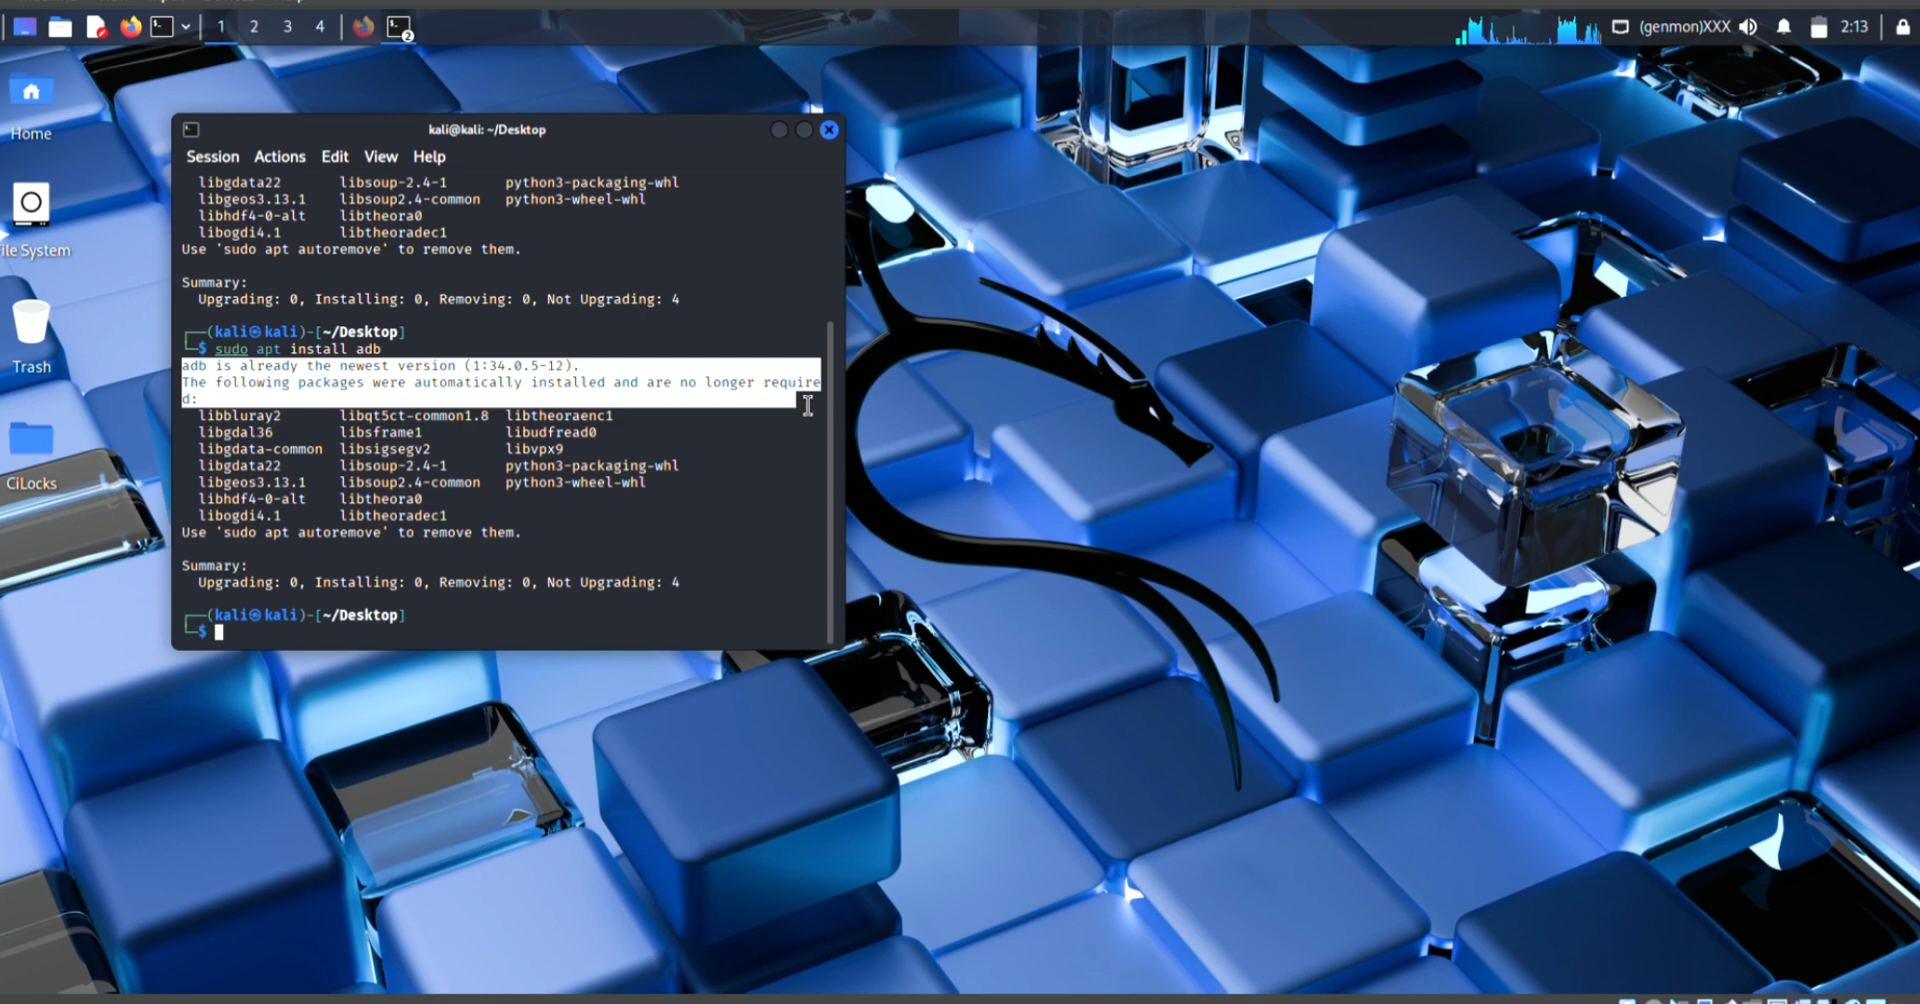 1 2 3 4
2
(genmon)XXX
2:13
Home
ile System
Trash
CiLocks
kali@kali: ~/Desktop
Session Actions Edit View Help
libgdata22 libsoup-2.4-1 python3-packaging-whl
libgeos3.13.1 libsoup2.4-common python3-wheel-whl
libhdf4-0-alt libtheora0
libogdi4.1 libtheoradec1
Use 'sudo apt autoremove' to remove them.
Summary:
Upgrading: 0, Installing: 0, Removing: 0, Not Upgrading: 4
┌──(kali㉿kali)-[~/Desktop]
└─$ sudo apt install adb
adb is already the newest version (1:34.0.5-12).
The following packages were automatically installed and are no longer require
d:
libbluray2 libqt5ct-common1.8 libtheoraenc1
libgdal36 libsframe1 libudfread0
libgdata-common libsigsegv2 libvpx9
libgdata22 libsoup-2.4-1 python3-packaging-whl
libgeos3.13.1 libsoup2.4-common python3-wheel-whl
libhdf4-0-alt libtheora0
libogdi4.1 libtheoradec1
Use 'sudo apt autoremove' to remove them.
Summary:
Upgrading: 0, Installing: 0, Removing: 0, Not Upgrading: 4
┌──(kali㉿kali)-[~/Desktop]
└─$